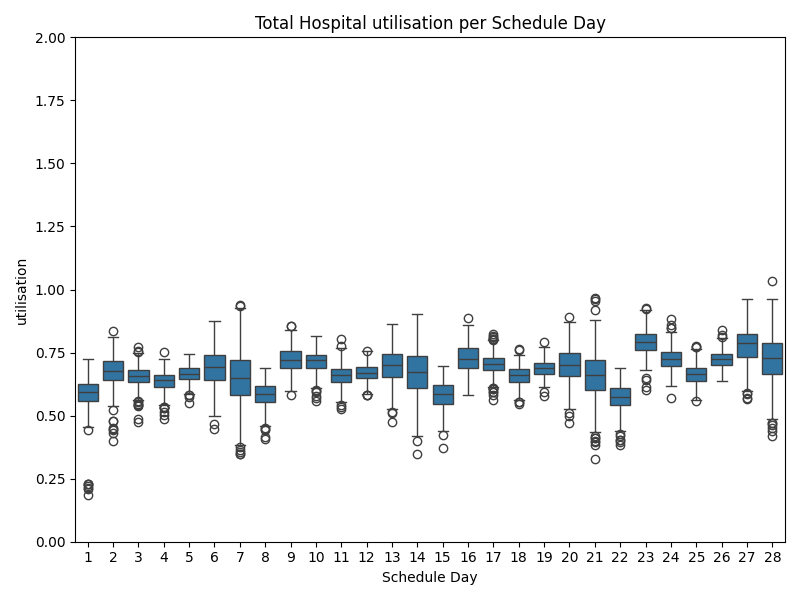 Total Hospital utilisation per Schedule Day
2.00
1.75
1.50
1.25
1.00
0.75
0.50
0.25
0.00
utilisation
1 2 3 4 5 6 7 8 9 10 11 12 13 14 15 16 17 18 19 20 21 22 23 24 25 26 27 28
Schedule Day